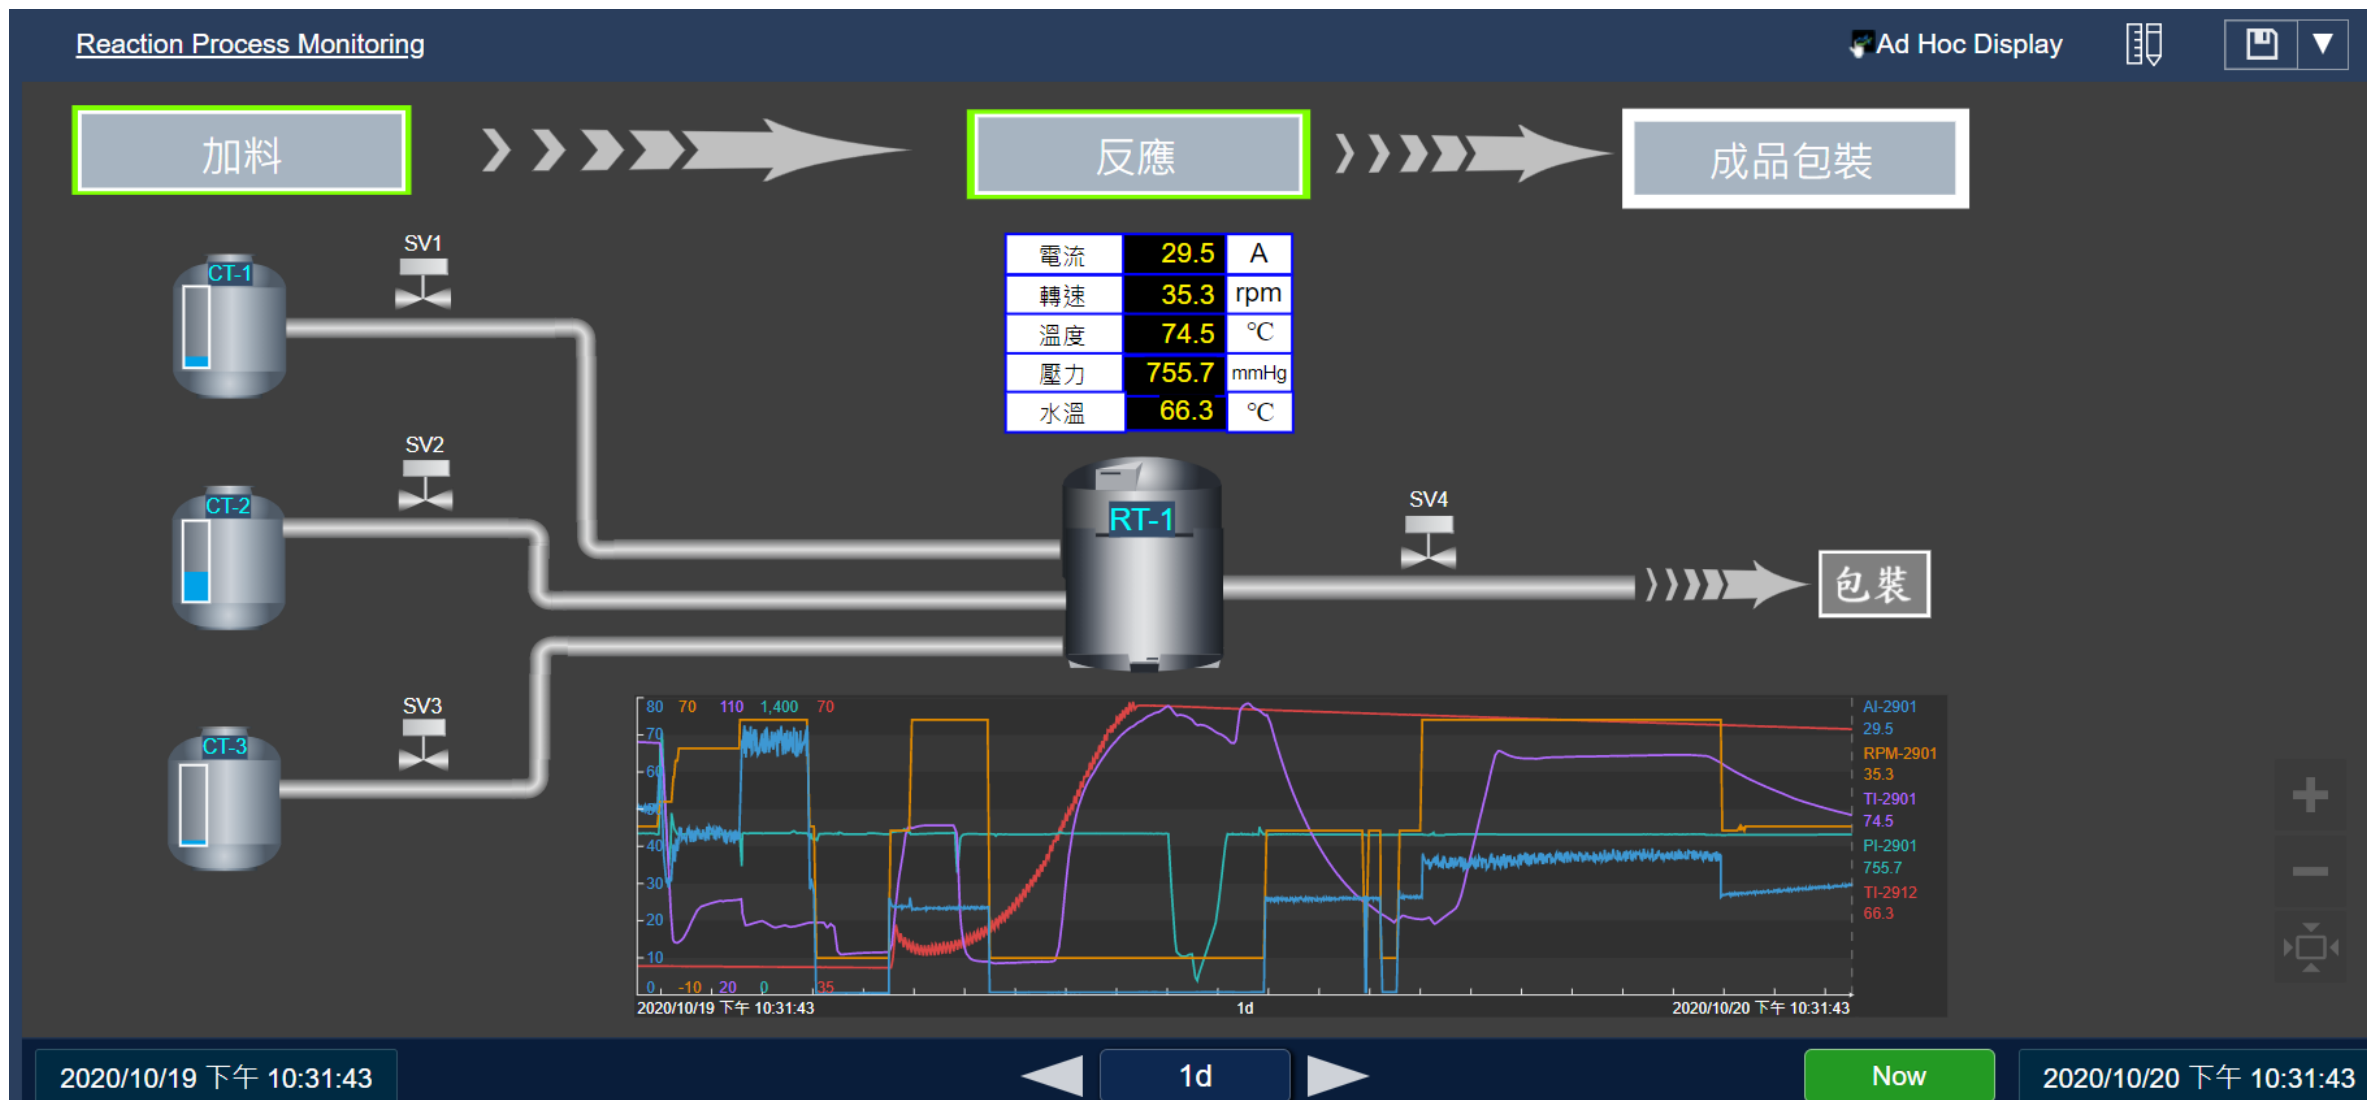 Reaction Process Monitoring
Ad Hoc Display
加料
反應
成品包裝
電流 29.5 A
轉速 35.3 rpm
溫度 74.5 °C
壓力 755.7 mmHg
水溫 66.3 °C
SV1
CT-1
SV2
CT-2
SV3
CT-3
RT-1
SV4
包裝
80 70 110 1,400 70
70
60
50
40
30
20
10
0 -10 20 0 35
AI-2901
29.5
RPM-2901
35.3
TI-2901
74.5
PI-2901
755.7
TI-2912
66.3
2020/10/19 下午 10:31:43 1d 2020/10/20 下午 10:31:43
2020/10/19 下午 10:31:43 1d Now 2020/10/20 下午 10:31:43